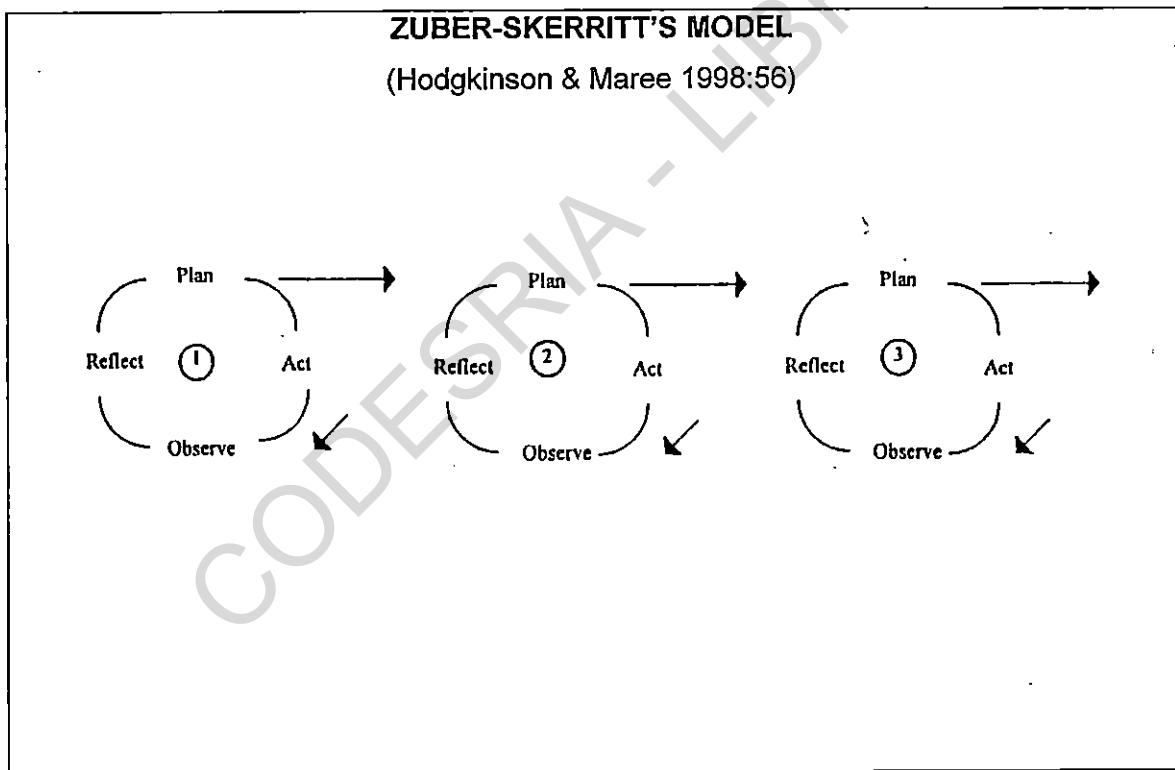 ZUBER-SKERRITT'S MODEL
(Hodgkinson & Maree 1998:56)
Plan Plan Plan
Reflect 1 Act Reflect 2 Act Reflect 3 Act
Observe Observe Observe
CODESRIA - LIBR